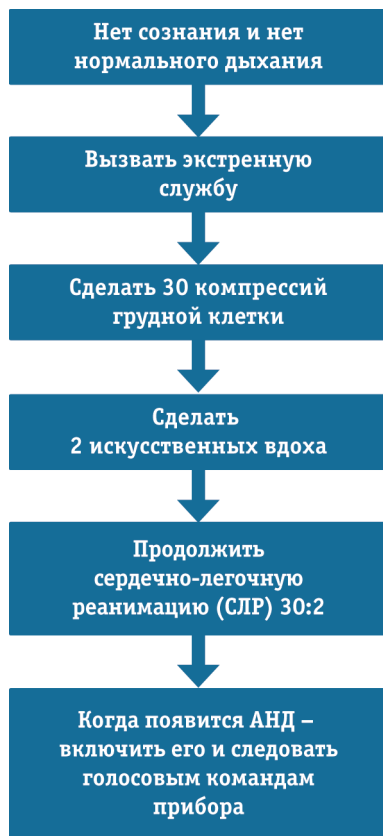 Нет сознания и нет
нормального дыхания
Вызвать экстренную
службу
Сделать 30 компрессий
грудной клетки
Сделать
2 искусственных вдоха
Продолжить
сердечно-легочную
реанимацию (СЛР) 30:2
Когда появится АНД –
включить его и следовать
голосовым командам
прибора